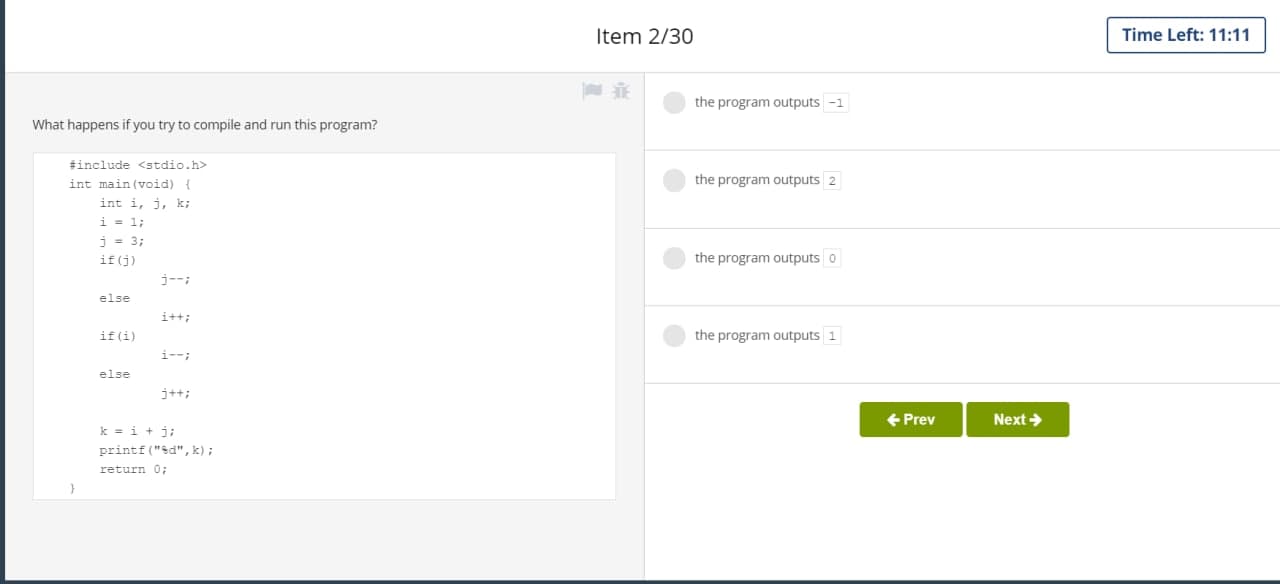 Item 2/30
Time Left: 11:11
What happens if you try to compile and run this program?
#include <stdio.h>
int main(void) {
    int i, j, k;
    i = 1;
    j = 3;
    if(j)
            j--;
    else
            i++;
    if(i)
            i--;
    else
            j++;
    k = i + j;
    printf("%d",k);
    return 0;
}
the program outputs -1
the program outputs 2
the program outputs 0
the program outputs 1
← Prev
Next →